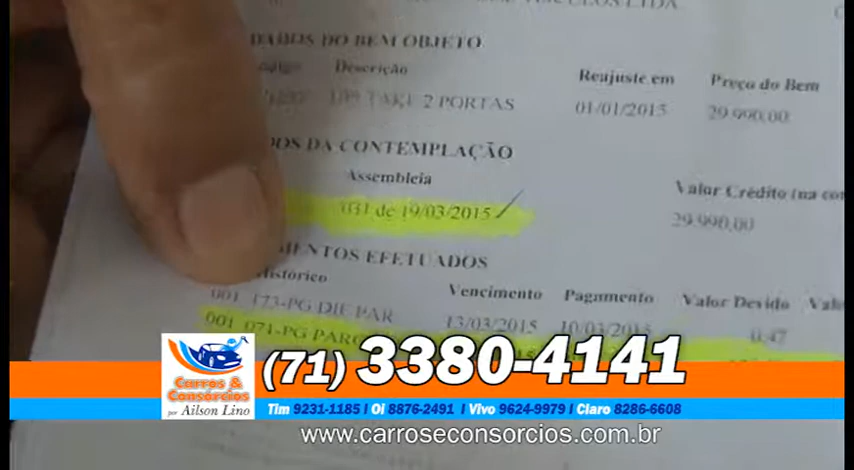 DADOS DO BEM OBJETO
Descrição Reajuste em Preço do Bem
2 PORTAS 01/01/2015 29.990,00
DA CONTEMPLAÇÃO
Assembleia Valor Crédito (na
031 de 19/03/2015 29.990,00
EFETUADOS
Histórico Vencimento Pagamento Valor Devido
001 173-PG DIF PAR 13/03/2015 10/03/2015 0,47
001 071-PG PARC
Carros &
Consórcios
por Ailson Lino
(71) 3380-4141
Tim 9231-1185 I Oi 8876-2491 I Vivo 9624-9979 I Claro 8286-6608
www.carroseconsorcios.com.br